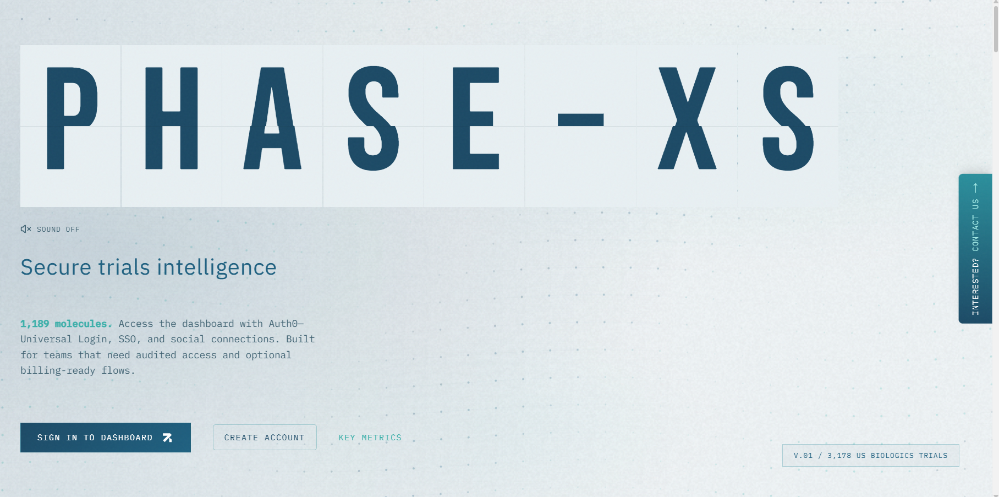 PHASE–XS
SOUND OFF
Secure trials intelligence
1,189 molecules. Access the dashboard with Auth0—
Universal Login, SSO, and social connections. Built
for teams that need audited access and optional
billing-ready flows.
SIGN IN TO DASHBOARD
CREATE ACCOUNT
KEY METRICS
INTERESTED? CONTACT US →
V.01 / 3,178 US BIOLOGICS TRIALS